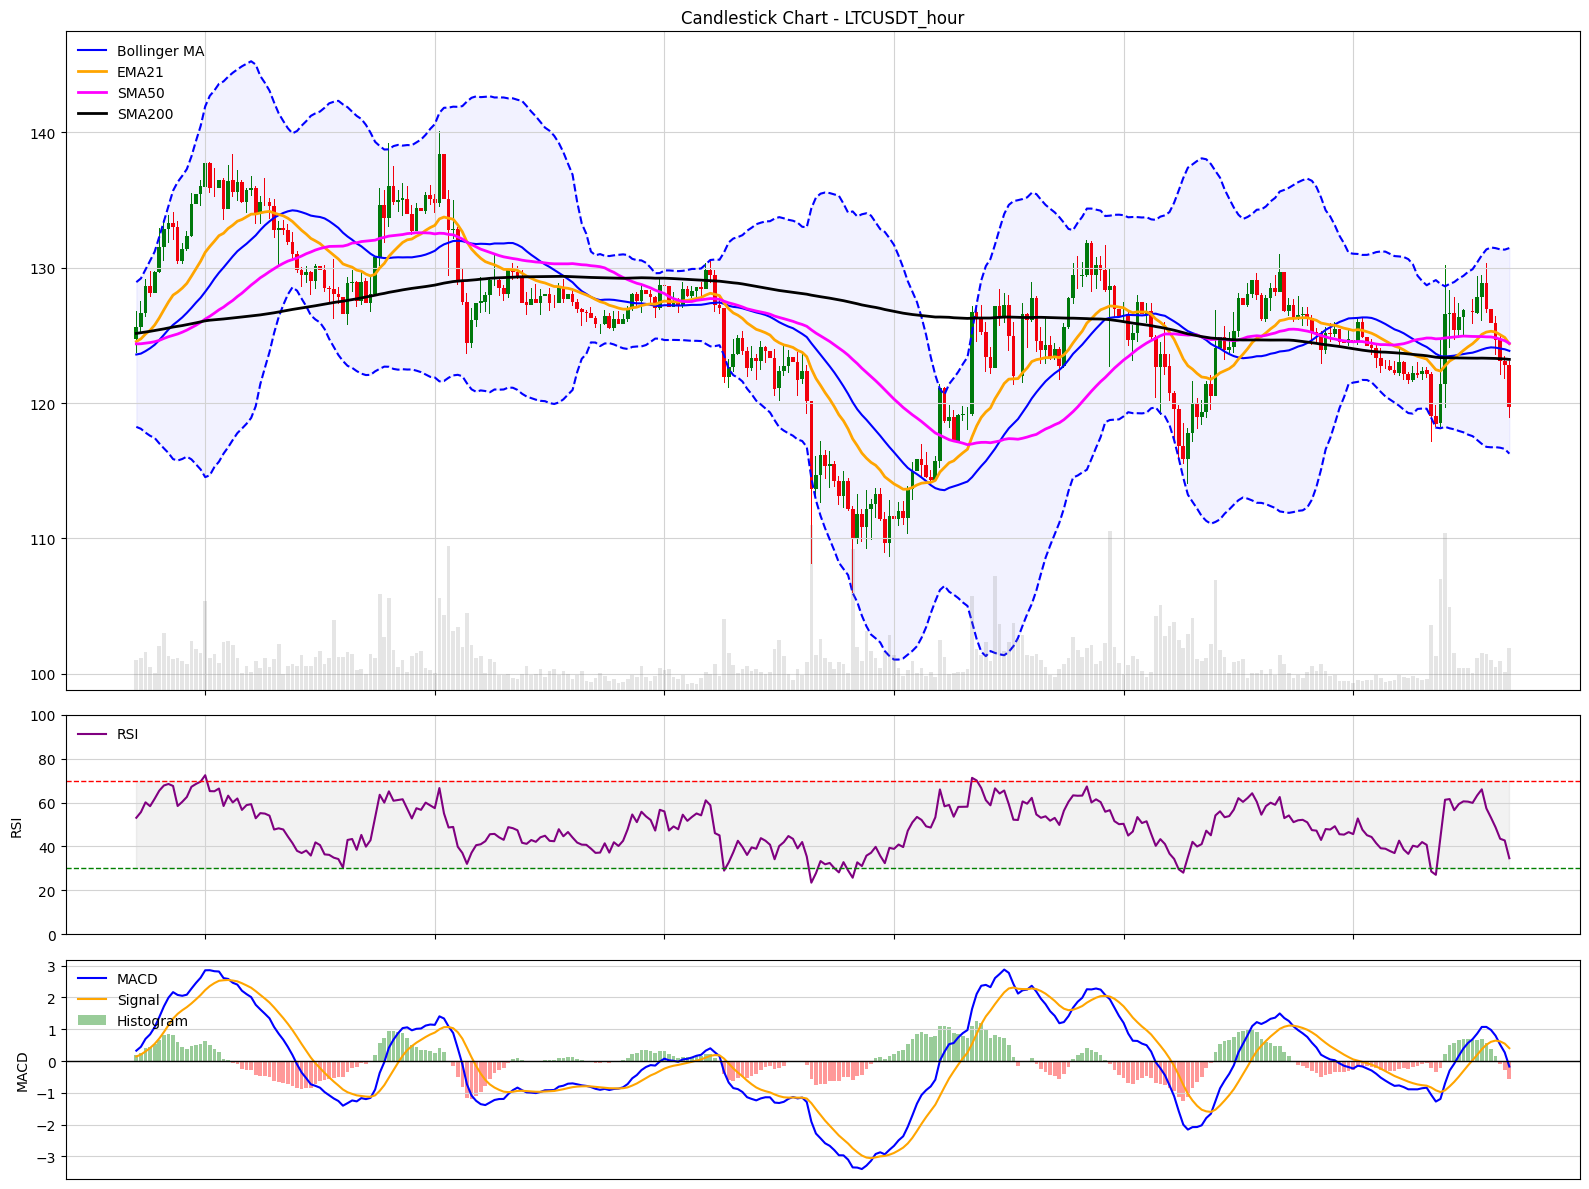 Candlestick Chart - LTCUSDT_hour
Bollinger MA
EMA21
SMA50
SMA200
140
130
120
110
100
RSI
100
80
60
40
20
0
RSI
MACD
Signal
Histogram
3
2
1
0
−1
−2
−3
MACD